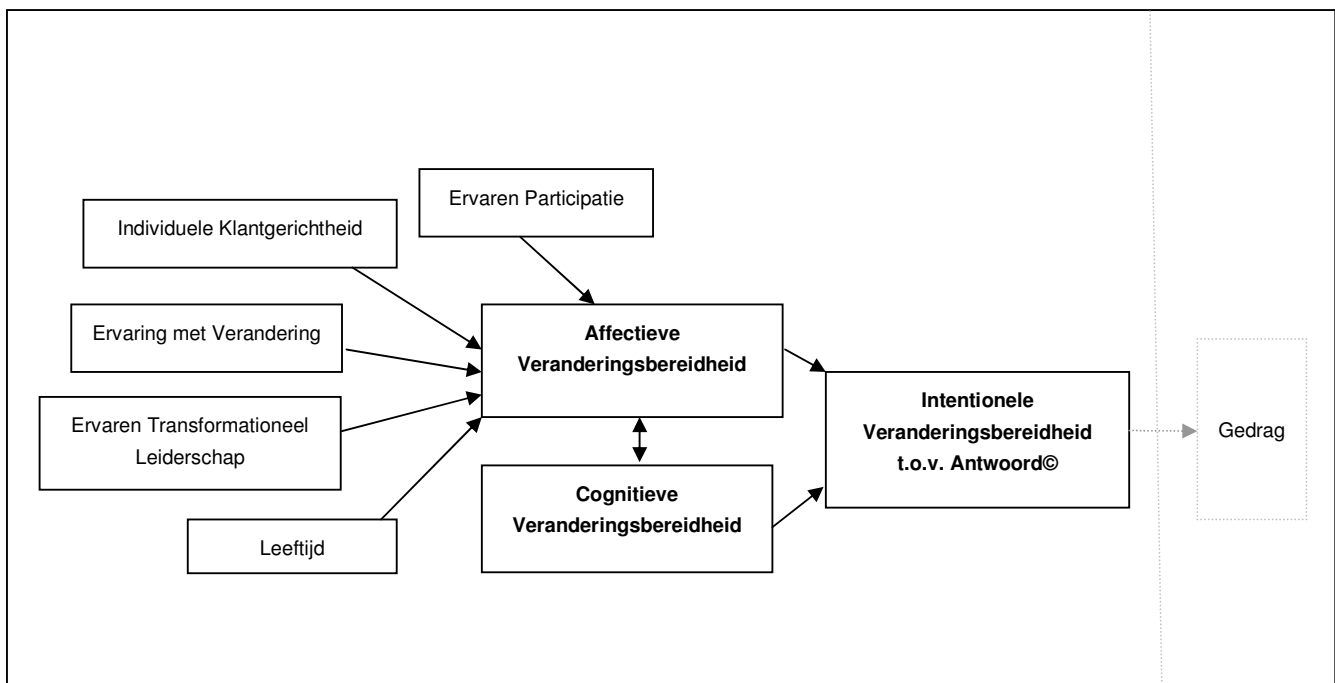 Ervaren Participatie
Individuele Klantgerichtheid
Ervaring met Verandering
Ervaren Transformationeel
Leiderschap
Leeftijd
Affectieve
Veranderingsbereidheid
Cognitieve
Veranderingsbereidheid
Intentionele
Veranderingsbereidheid
t.o.v. Antwoord©
Gedrag